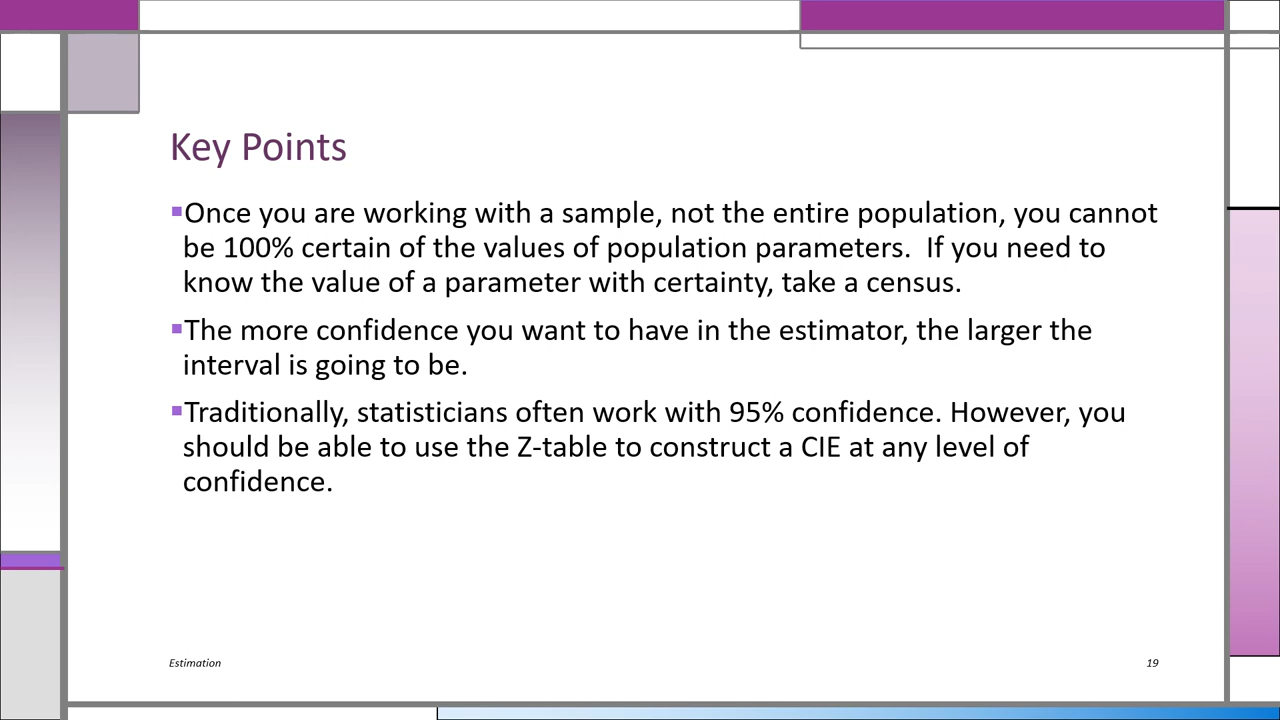 Key Points
▪Once you are working with a sample, not the entire population, you cannot
be 100% certain of the values of population parameters.  If you need to
know the value of a parameter with certainty, take a census.
▪The more confidence you want to have in the estimator, the larger the
interval is going to be.
▪Traditionally, statisticians often work with 95% confidence. However, you
should be able to use the Z-table to construct a CIE at any level of
confidence.
Estimation
19